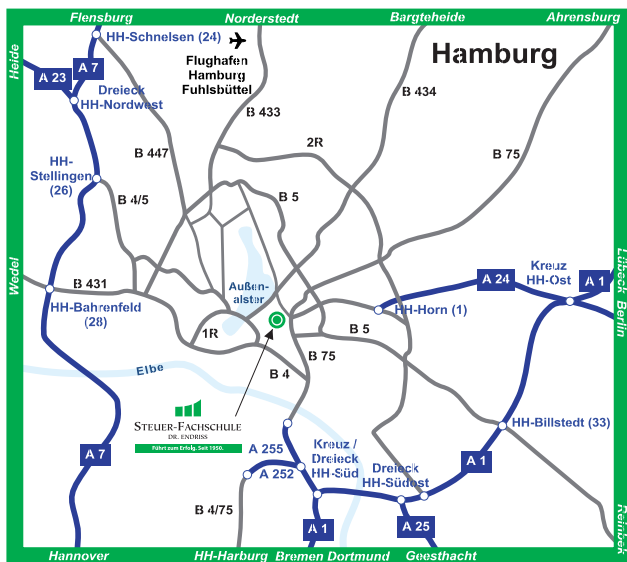 Flensburg
Norderstedt
Bargteheide
Ahrensburg
Heide
HH-Schnelsen (24)
Hamburg
Flughafen
Hamburg
Fuhlsbüttel
A 23
A 7
Dreieck
HH-Nordwest
B 434
B 433
2R
B 447
B 75
HH-
Stellingen
(26)
B 4/5
B 5
Wedel
B 431
Außen-
alster
A 24
Kreuz
HH-Ost
A 1
Lübeck
Berlin
HH-Bahrenfeld
(28)
HH-Horn (1)
1R
B 5
B 75
Elbe
B 4
STEUER-FACHSCHULE
DR. ENDRISS
Führt zum Erfolg. Seit 1950.
HH-Billstedt (33)
A 7
A 255
A 252
Kreuz /
Dreieck
HH-Süd
Dreieck
HH-Südost
A 1
B 4/75
A 1
A 25
Reinbek
Hannover
HH-Harburg
Bremen
Dortmund
Geesthacht